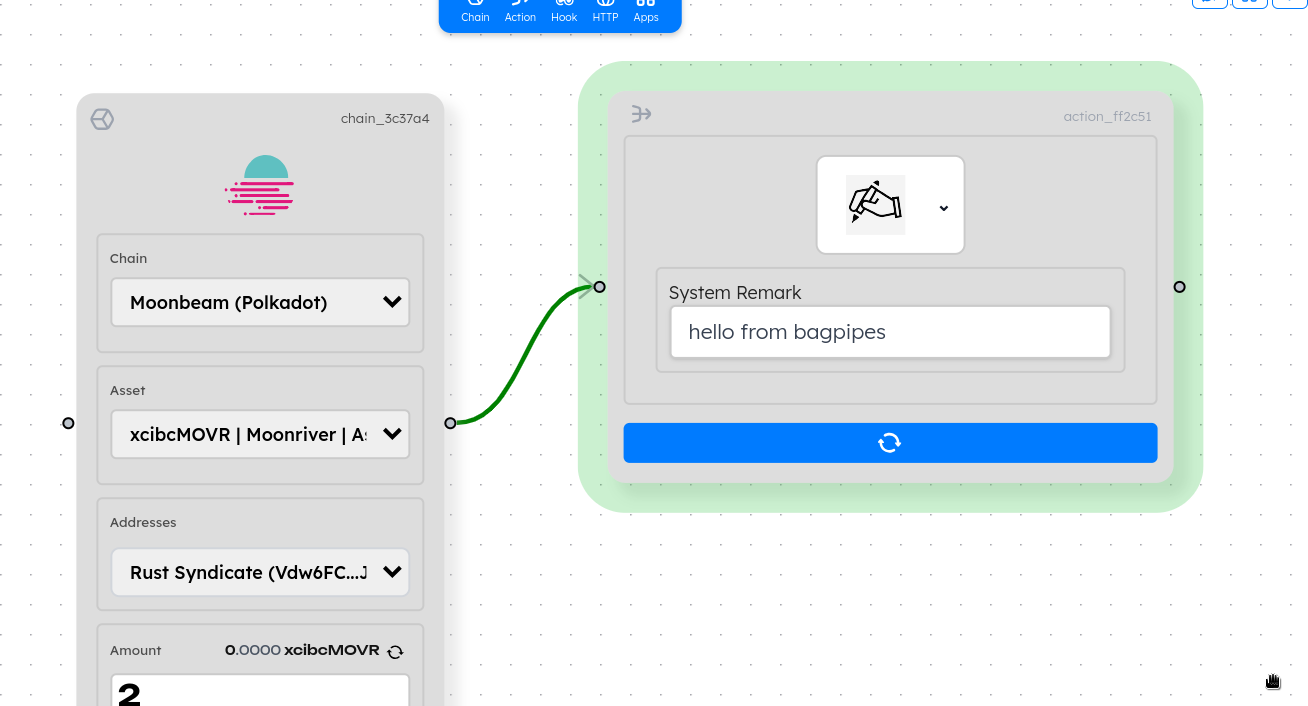 Chain Action Hook HTTP Apps
chain_3c37a4
Chain
Moonbeam (Polkadot)
Asset
xcibcMOVR | Moonriver |
Addresses
Rust Syndicate (Vdw6FC...J
Amount 0.0000 xcibcMOVR
2
action_ff2c51
System Remark
hello from bagpipes